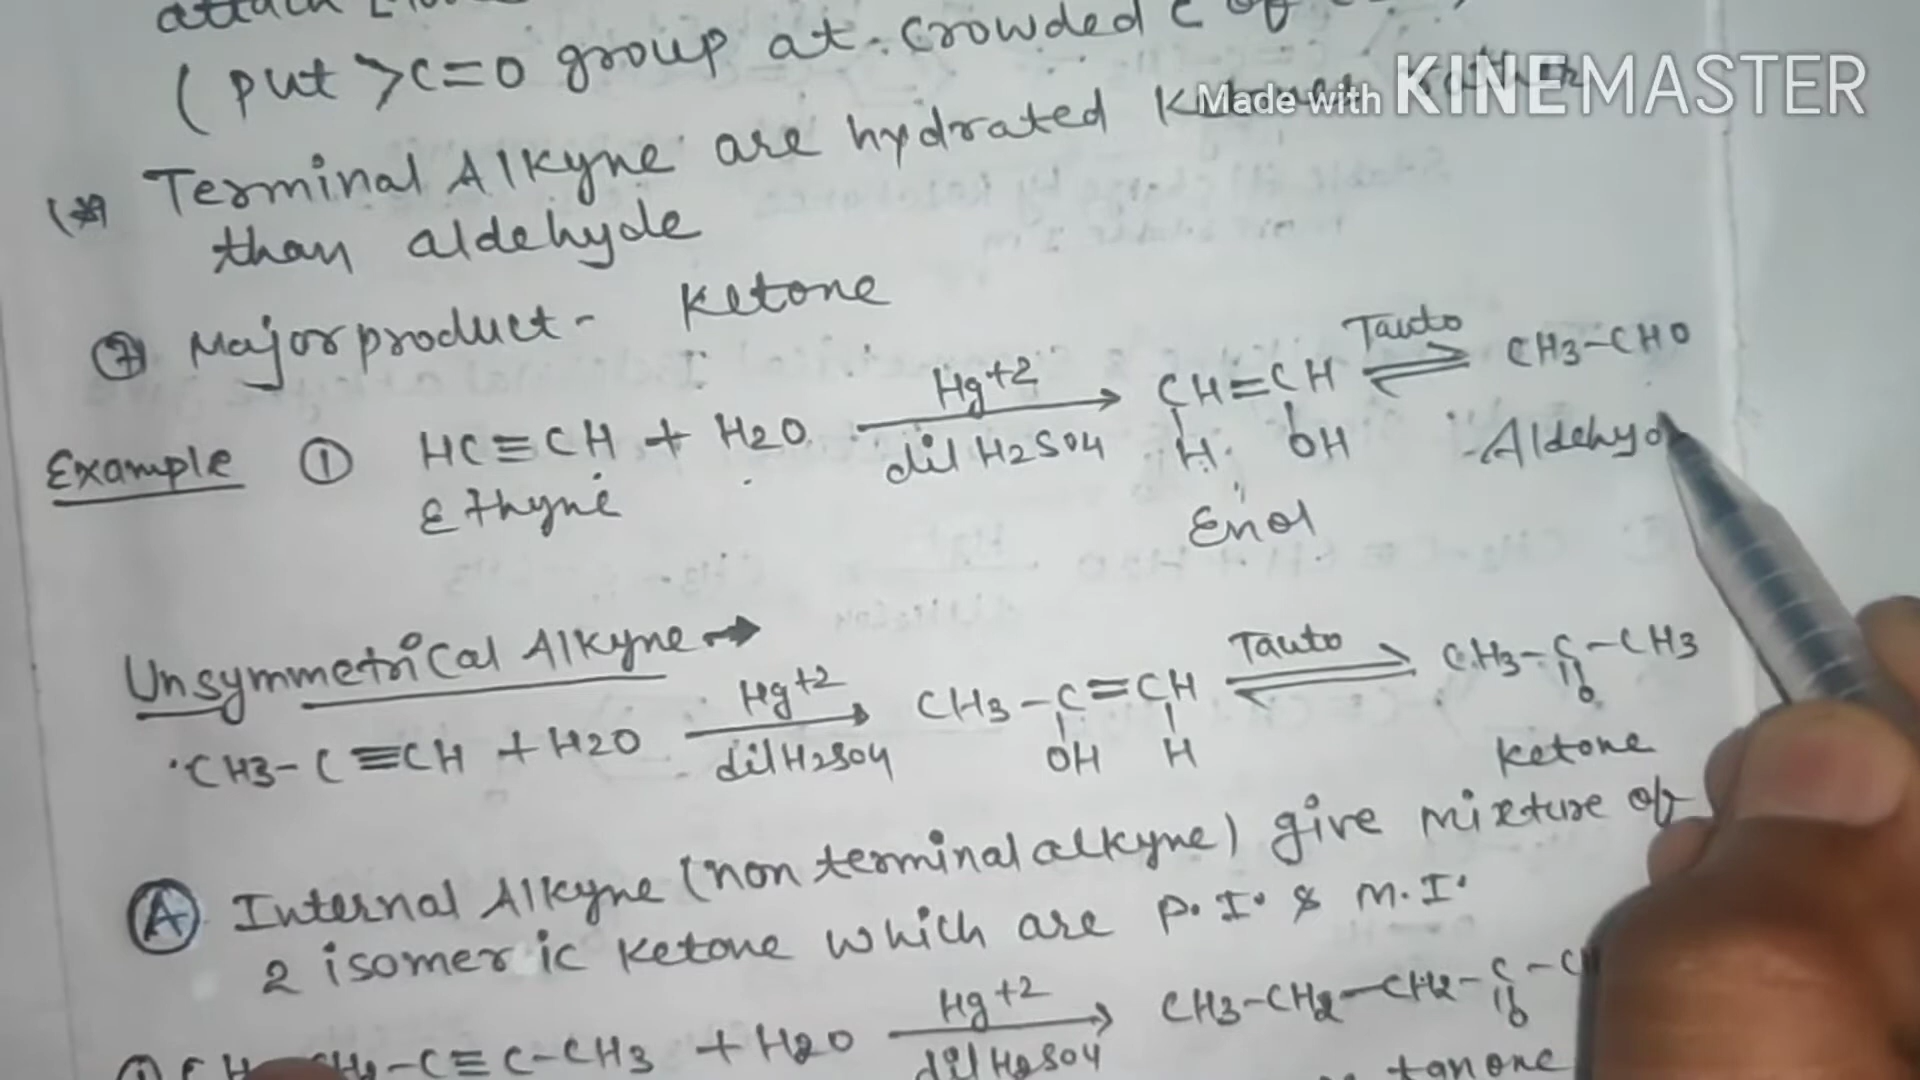 (put >C=O group at crowded C of
Made with KINEMASTER
Terminal Alkyne are hydrated
than aldehyde
⑦ Major product - Ketone
Example ① HC≡CH + H2O Hg+2 dil H2SO4 CH=CH Tauto CH3-CHO
H OH
Ethyne Enol Aldehyd
Unsymmetrical Alkyne →
CH3-C≡CH + H2O Hg+2 dil H2SO4 CH3-C=CH Tauto CH3-C-CH3
OH H O
Ketone
Ⓐ Internal Alkyne (non terminal alkyne) give mixture of
2 isomeric Ketone which are P.I. & M.I.
-C≡C-CH3 + H2O Hg+2 dil H2SO4 CH3-CH2-CH2-C-
O
tanone